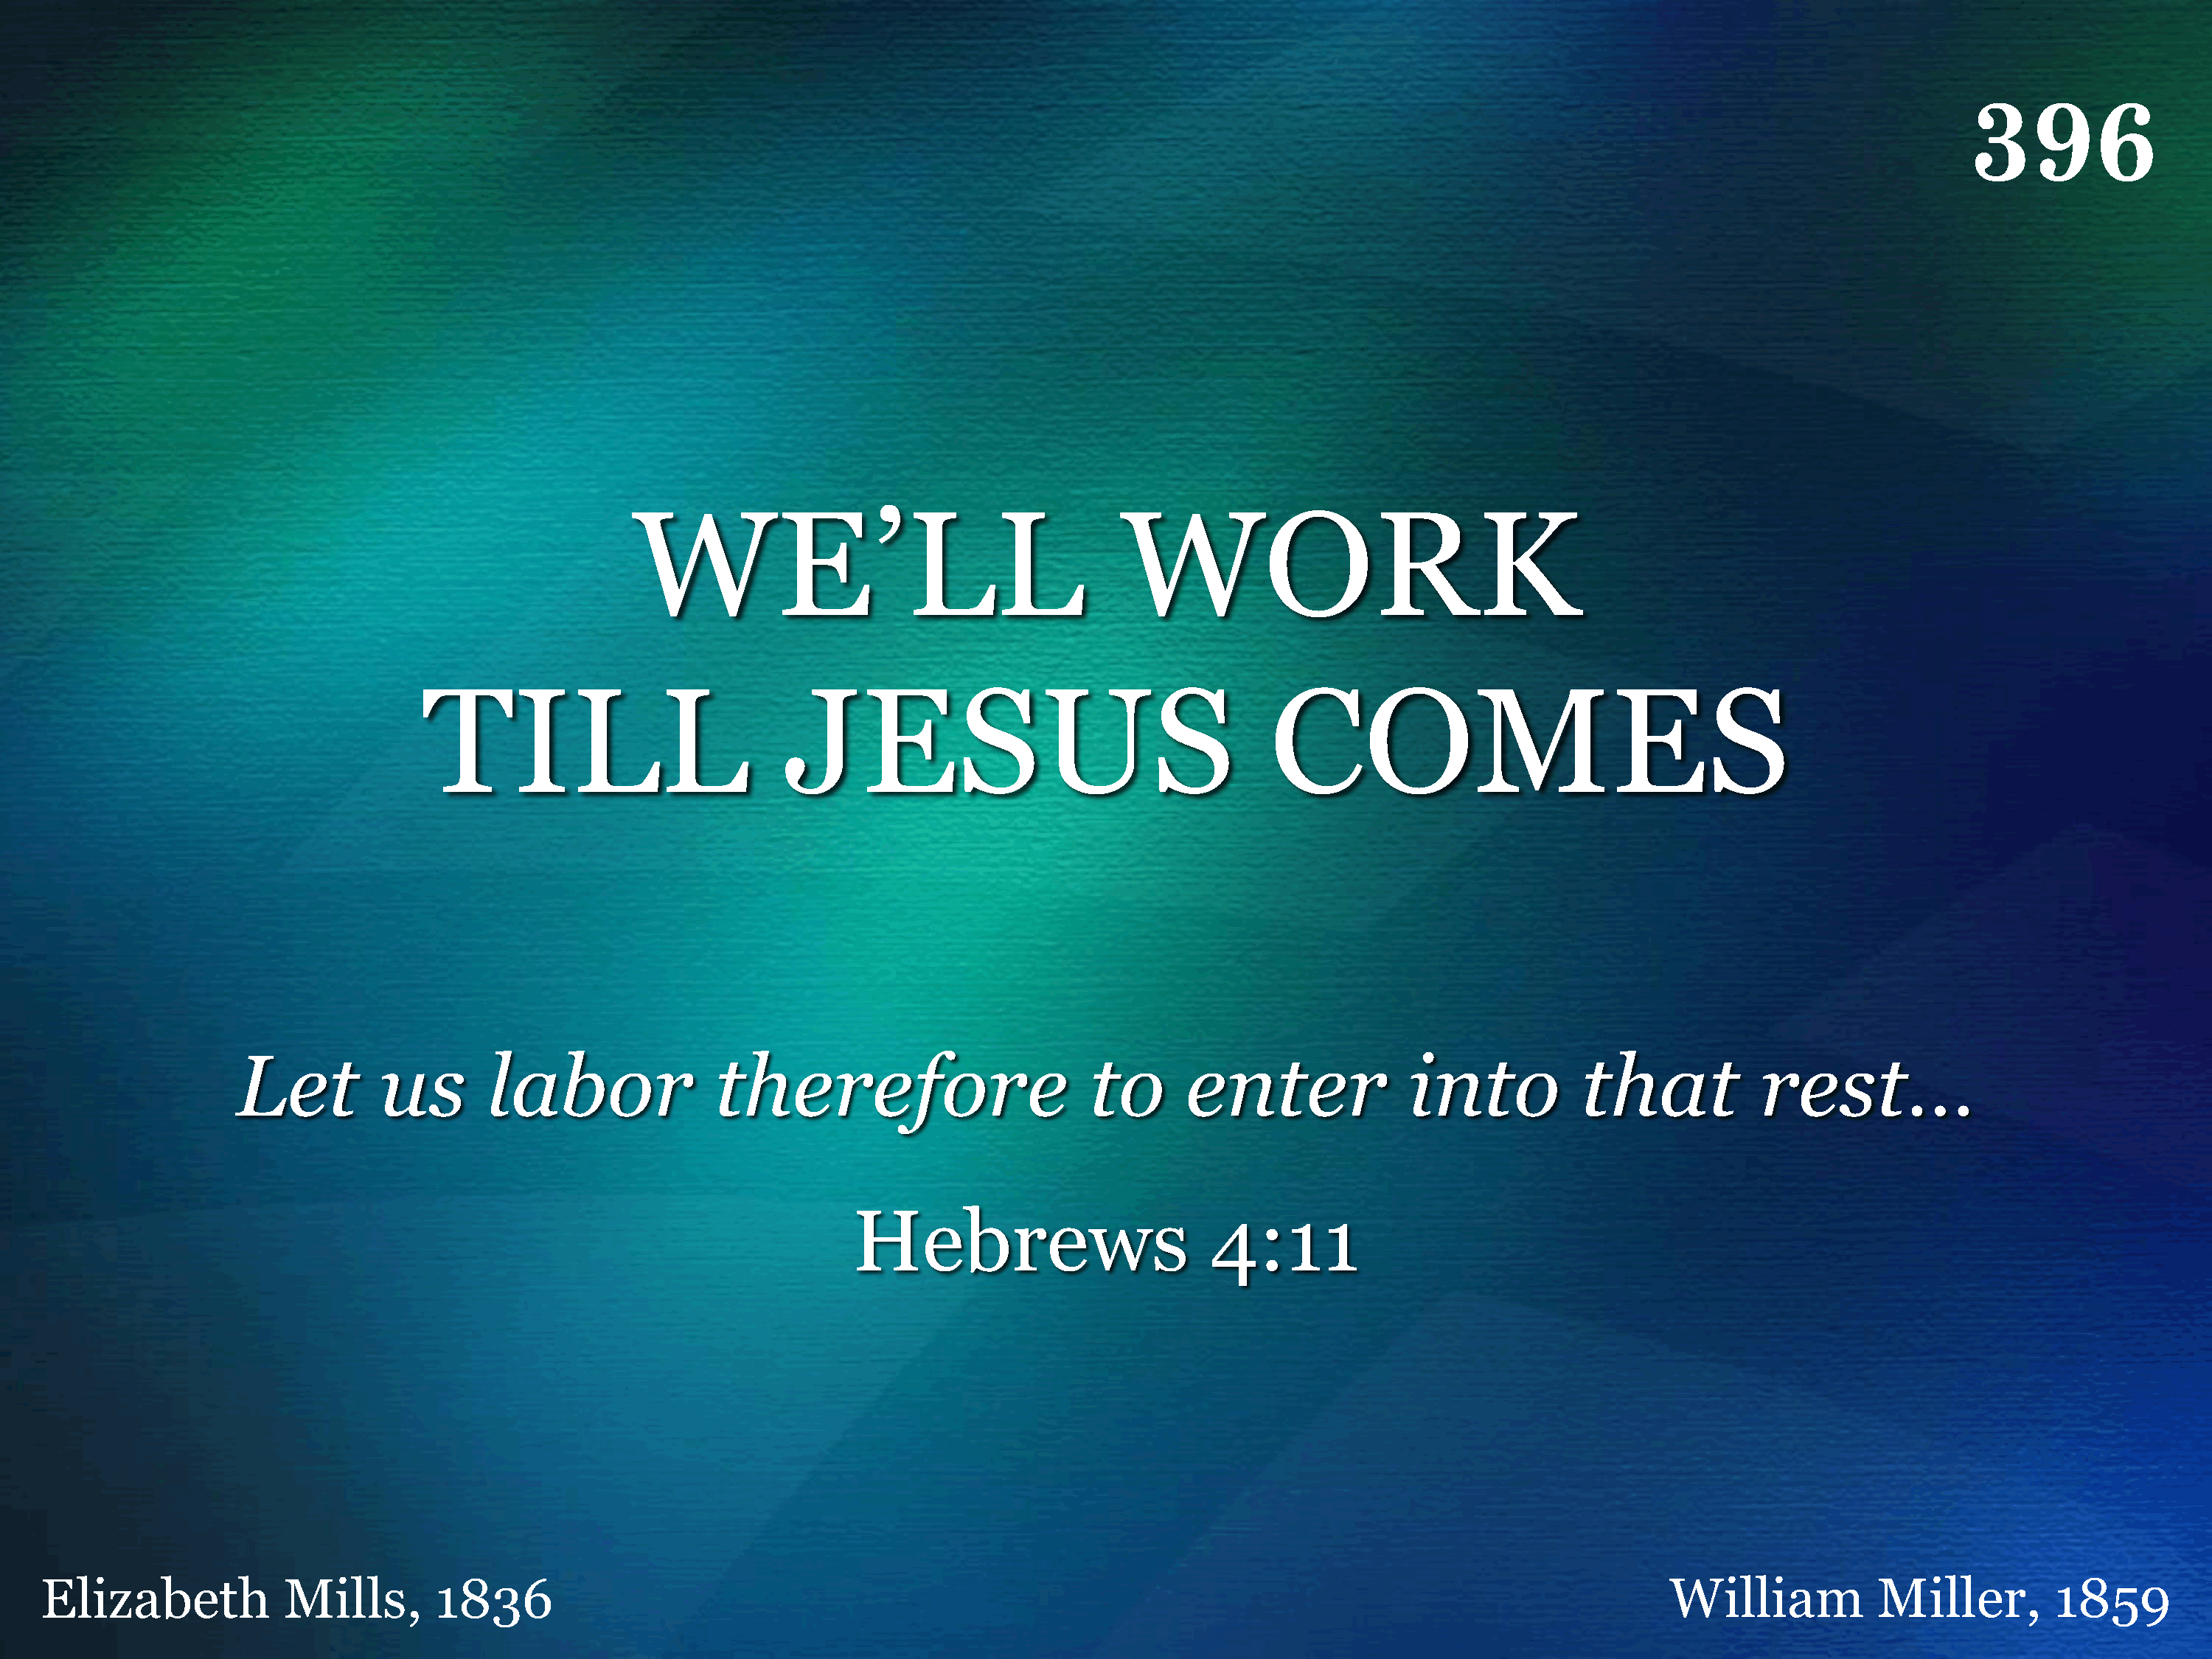 396
WE’LL WORK
TILL JESUS COMES
Let us labor therefore to enter into that rest…
Hebrews 4:11
Elizabeth Mills, 1836
William Miller, 1859